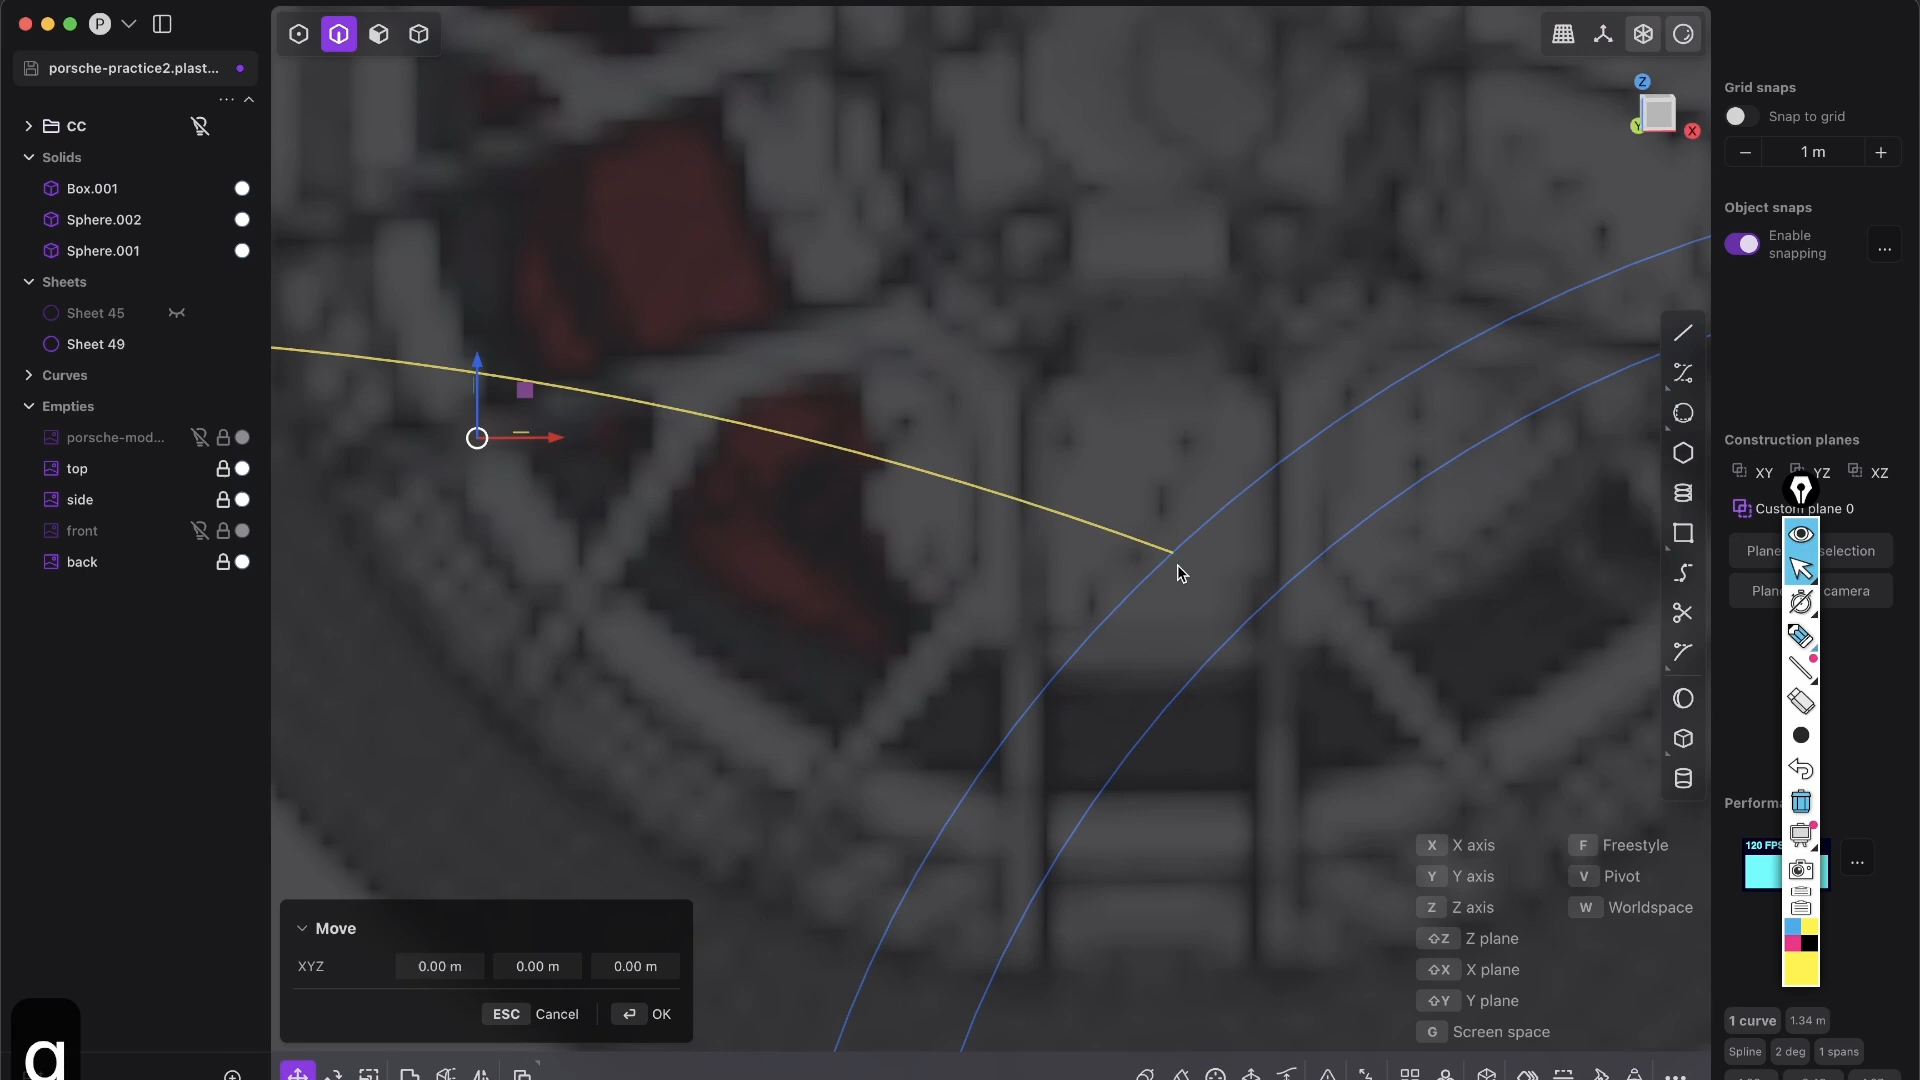 P
porsche-practice2.plast...
CC
Solids
Box.001
Sphere.002
Sphere.001
Sheets
Sheet 45
Sheet 49
Curves
Empties
porsche-mod...
top
side
front
back
g
Z
Y
X
Move
XYZ 0.00 m 0.00 m 0.00 m
ESC Cancel OK
X X axis F Freestyle
Y Y axis V Pivot
Z Z axis W Worldspace
⇧Z Z plane
⇧X X plane
⇧Y Y plane
G Screen space
Grid snaps
Snap to grid
1 m
Object snaps
Enable
snapping
Construction planes
XY YZ XZ
Custom plane 0
Plane selection
Plane camera
120 FPS
1 curve 1.34 m
Spline 2 deg 1 spans